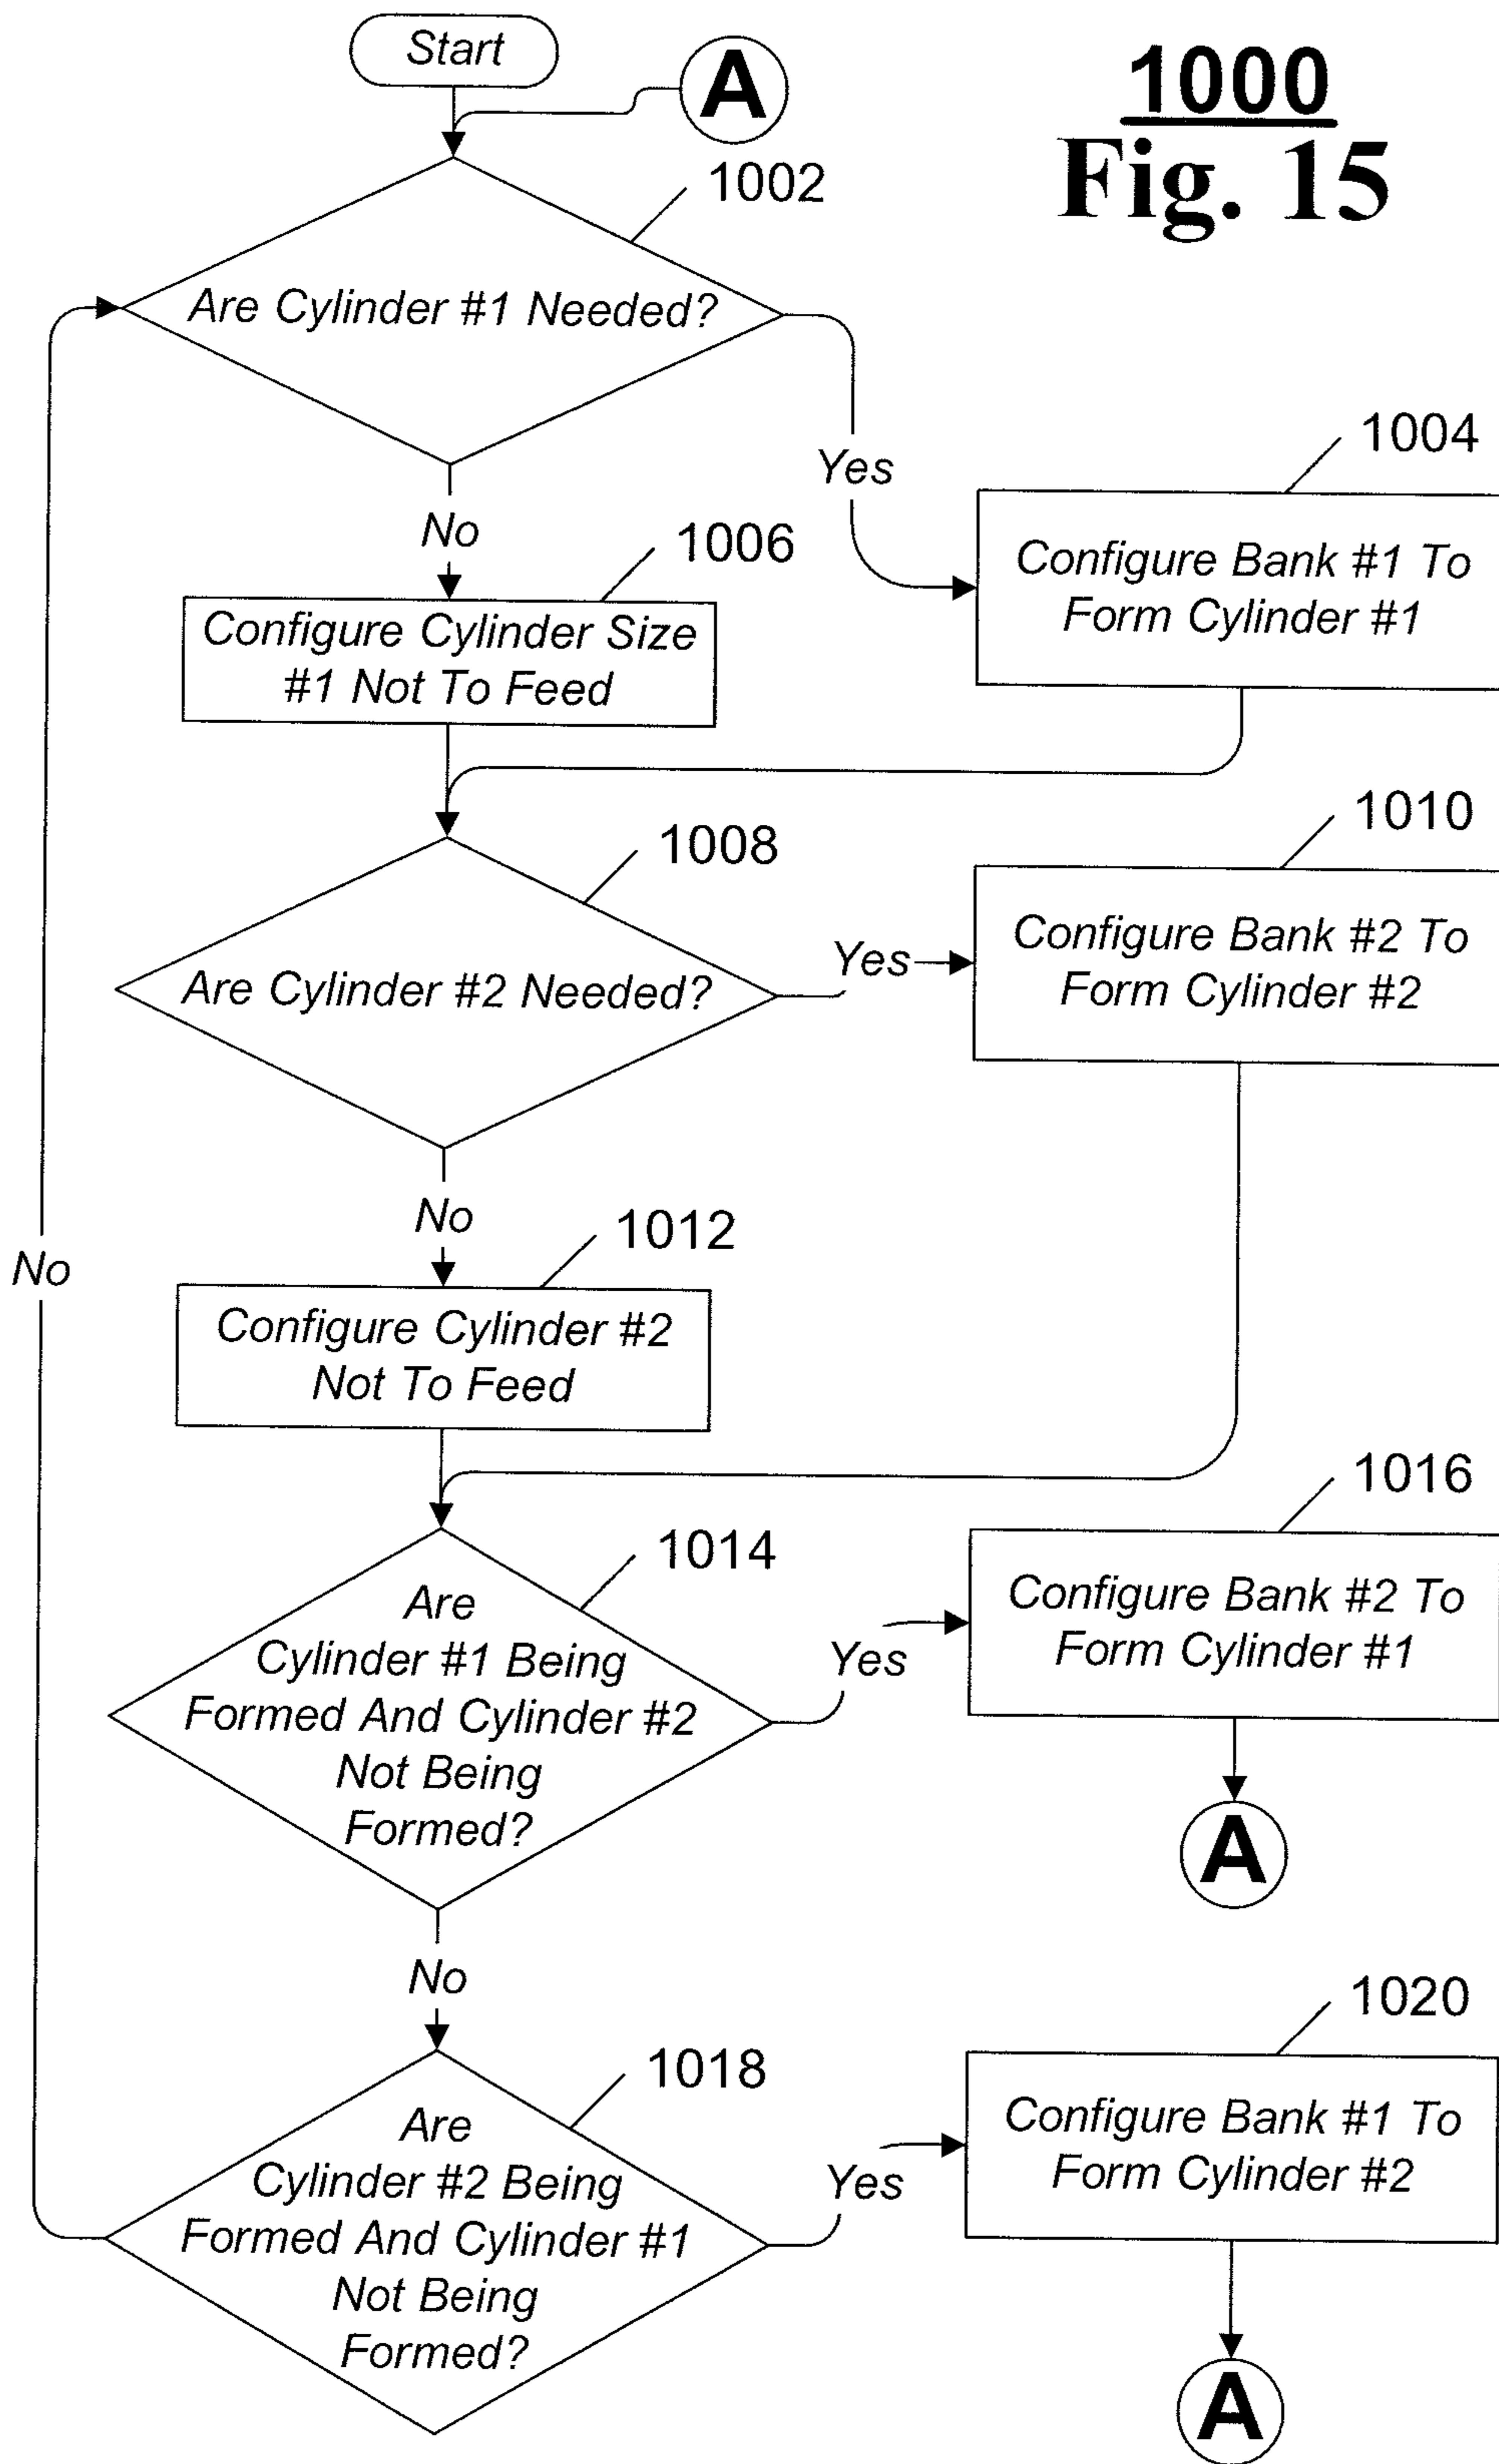 Start
A
1000
Fig. 15
1002
Are Cylinder #1 Needed?
Yes
1004
No
1006
Configure Bank #1 To
Form Cylinder #1
Configure Cylinder Size
#1 Not To Feed
1008
1010
Are Cylinder #2 Needed?
Yes
Configure Bank #2 To
Form Cylinder #2
No
1012
No
Configure Cylinder #2
Not To Feed
1014
1016
Are
Cylinder #1 Being
Formed And Cylinder #2
Not Being
Formed?
Yes
Configure Bank #2 To
Form Cylinder #1
A
No
1018
1020
Are
Cylinder #2 Being
Formed And Cylinder #1
Not Being
Formed?
Yes
Configure Bank #1 To
Form Cylinder #2
A